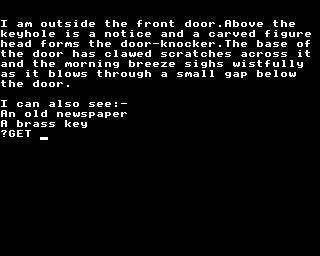 I am outside the front door.Above the
keyhole is a notice and a carved figure
head forms the door-knocker.The base of
the door has clawed scratches across it
and the morning breeze sighs wistfully
as it blows through a small gap below
the door.
I can also see:-
An old newspaper
A brass key
?GET _